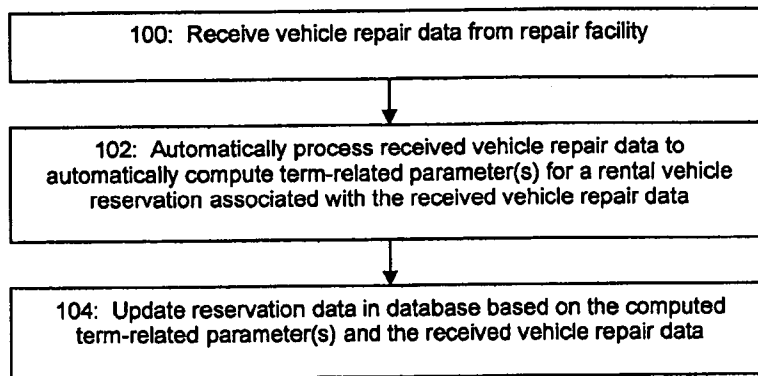 100: Receive vehicle repair data from repair facility
102: Automatically process received vehicle repair data to
automatically compute term-related parameter(s) for a rental vehicle
reservation associated with the received vehicle repair data
104: Update reservation data in database based on the computed
term-related parameter(s) and the received vehicle repair data